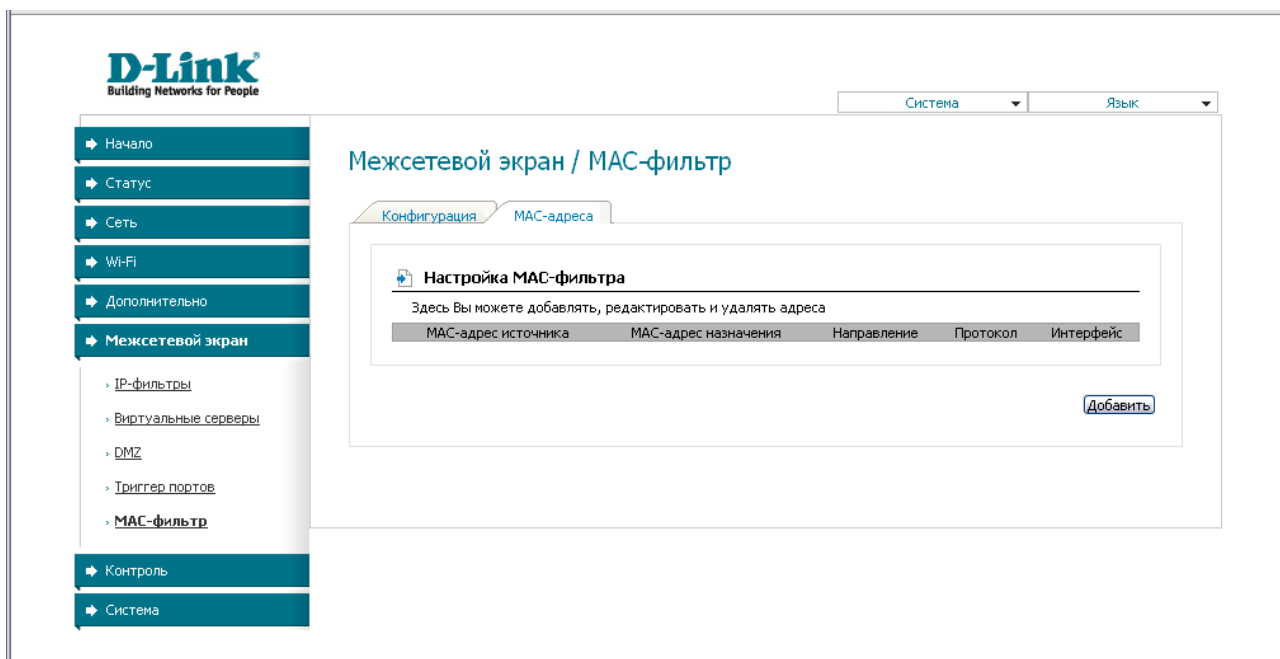 D-Link
Building Networks for People
Система
Язык
Начало
Статус
Сеть
Wi-Fi
Дополнительно
Межсетевой экран
IP-фильтры
Виртуальные серверы
DMZ
Триггер портов
MAC-фильтр
Контроль
Система
Межсетевой экран / MAC-фильтр
Конфигурация
MAC-адреса
Настройка MAC-фильтра
Здесь Вы можете добавлять, редактировать и удалять адреса
MAC-адрес источника MAC-адрес назначения Направление Протокол Интерфейс
Добавить